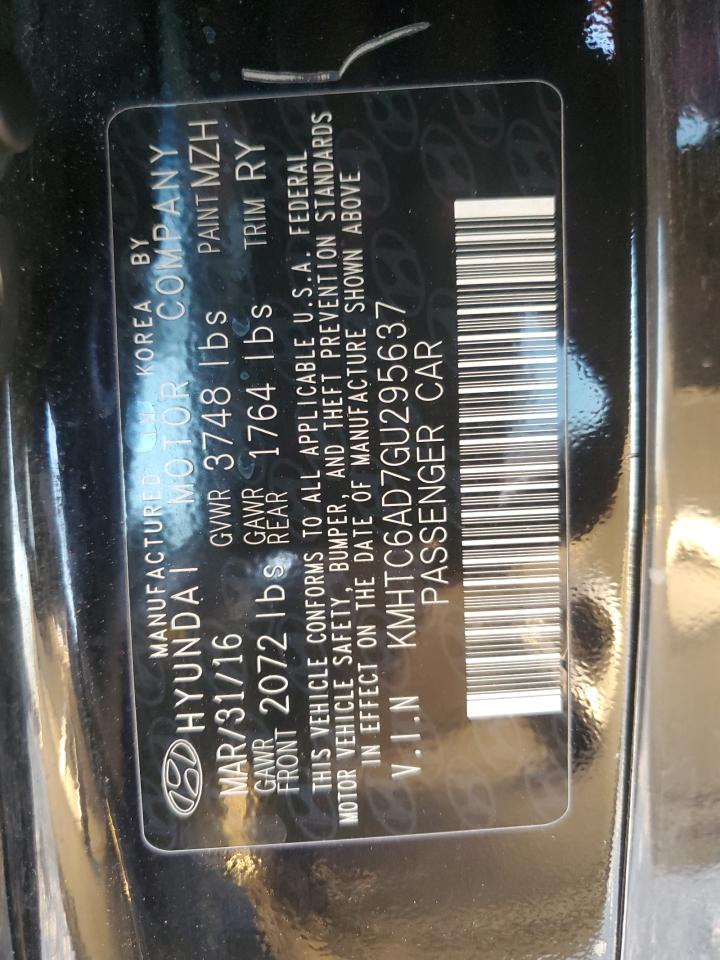 MANUFACTURED IN KOREA BY
HYUNDAI MOTOR COMPANY
MAR/31/16 GVWR 3748 lbs PAINT MZH
GAWR FRONT 2072 lbs GAWR REAR 1764 lbs TRIM RY
THIS VEHICLE CONFORMS TO ALL APPLICABLE U.S.A. FEDERAL
MOTOR VEHICLE SAFETY, BUMPER, AND THEFT PREVENTION STANDARDS
IN EFFECT ON THE DATE OF MANUFACTURE SHOWN ABOVE
V.I.N KMHTC6AD7GU295637
PASSENGER CAR